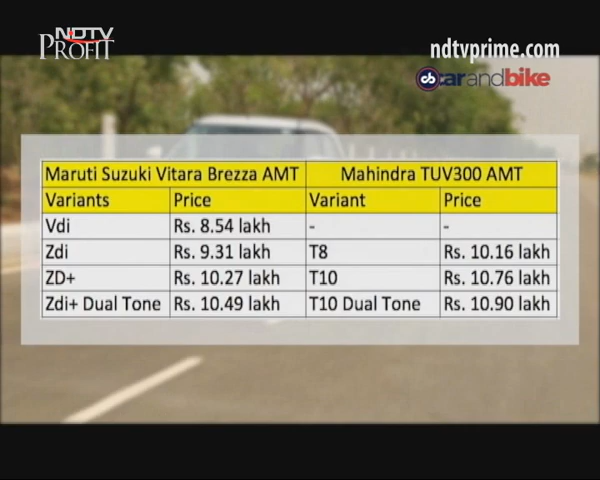 NDTV
PROFIT
ndtvprime.com
cb carandbike
Maruti Suzuki Vitara Brezza AMT Mahindra TUV300 AMT
Variants Price Variant Price
Vdi Rs. 8.54 lakh - -
Zdi Rs. 9.31 lakh T8 Rs. 10.16 lakh
ZD+ Rs. 10.27 lakh T10 Rs. 10.76 lakh
Zdi+ Dual Tone Rs. 10.49 lakh T10 Dual Tone Rs. 10.90 lakh